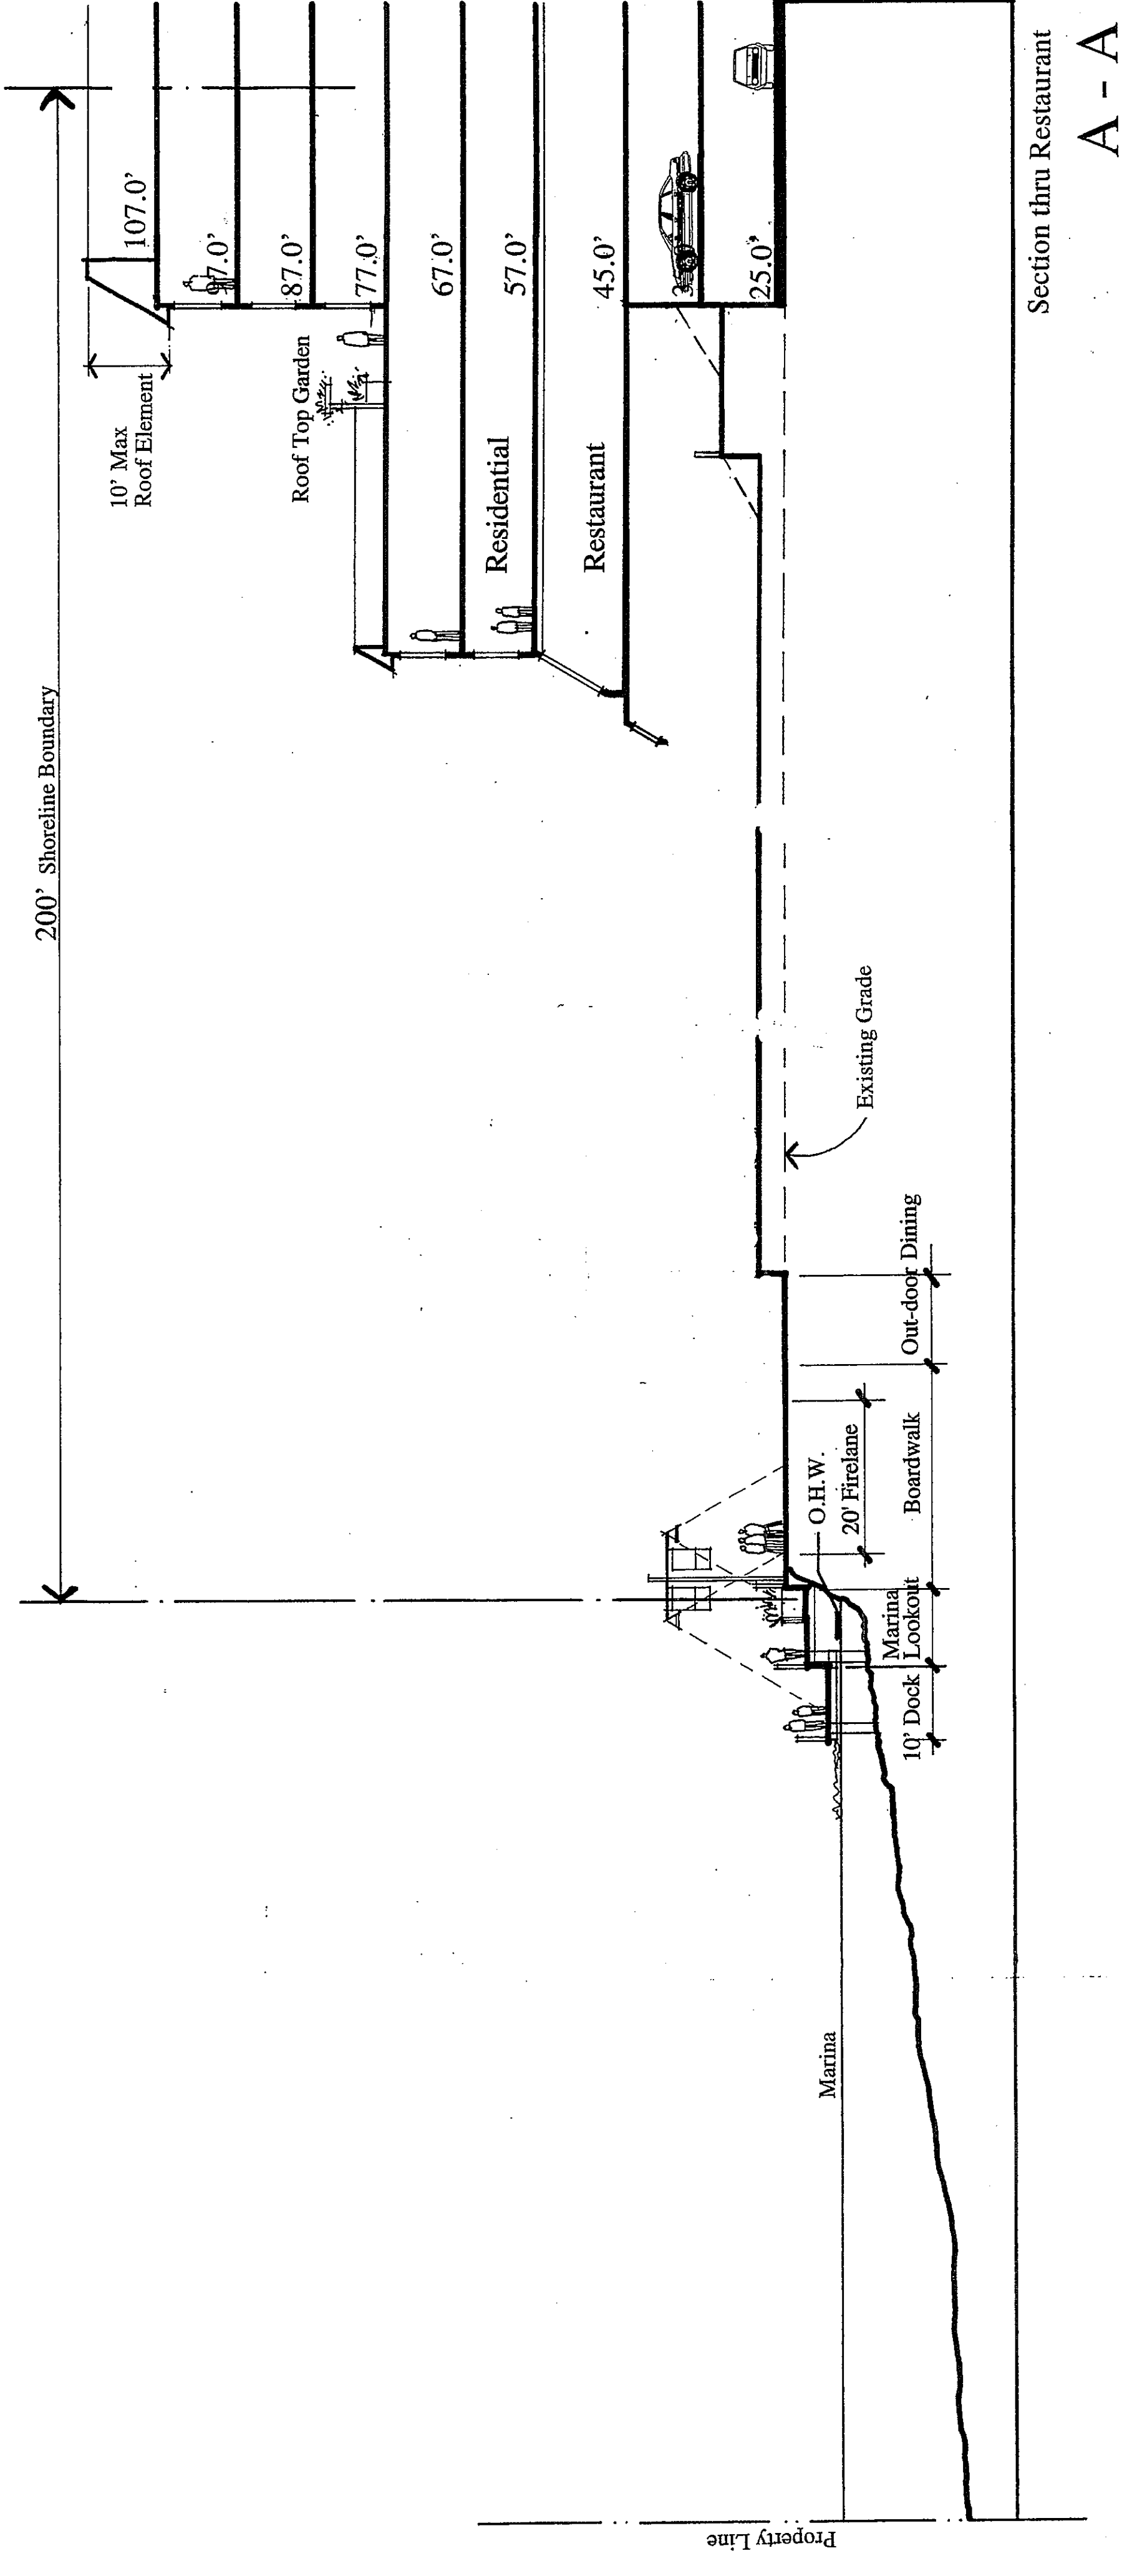 200' Shoreline Boundary
10' Max
Roof Element
107.0'
97.0'
87.0'
Roof Top Garden
77.0'
67.0'
Residential
57.0'
Restaurant
45.0'
25.0'
Existing Grade
O.H.W.
20' Firelane
10' Dock
Marina
Lookout
Boardwalk
Out-door Dining
Marina
Property Line
Section thru Restaurant
A - A